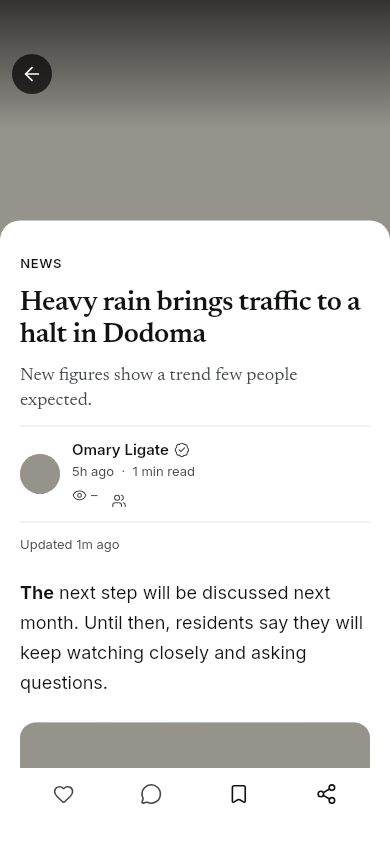 NEWS
Heavy rain brings traffic to a
halt in Dodoma
New figures show a trend few people
expected.
Omary Ligate
5h ago · 1 min read
–
Updated 1m ago
The next step will be discussed next
month. Until then, residents say they will
keep watching closely and asking
questions.